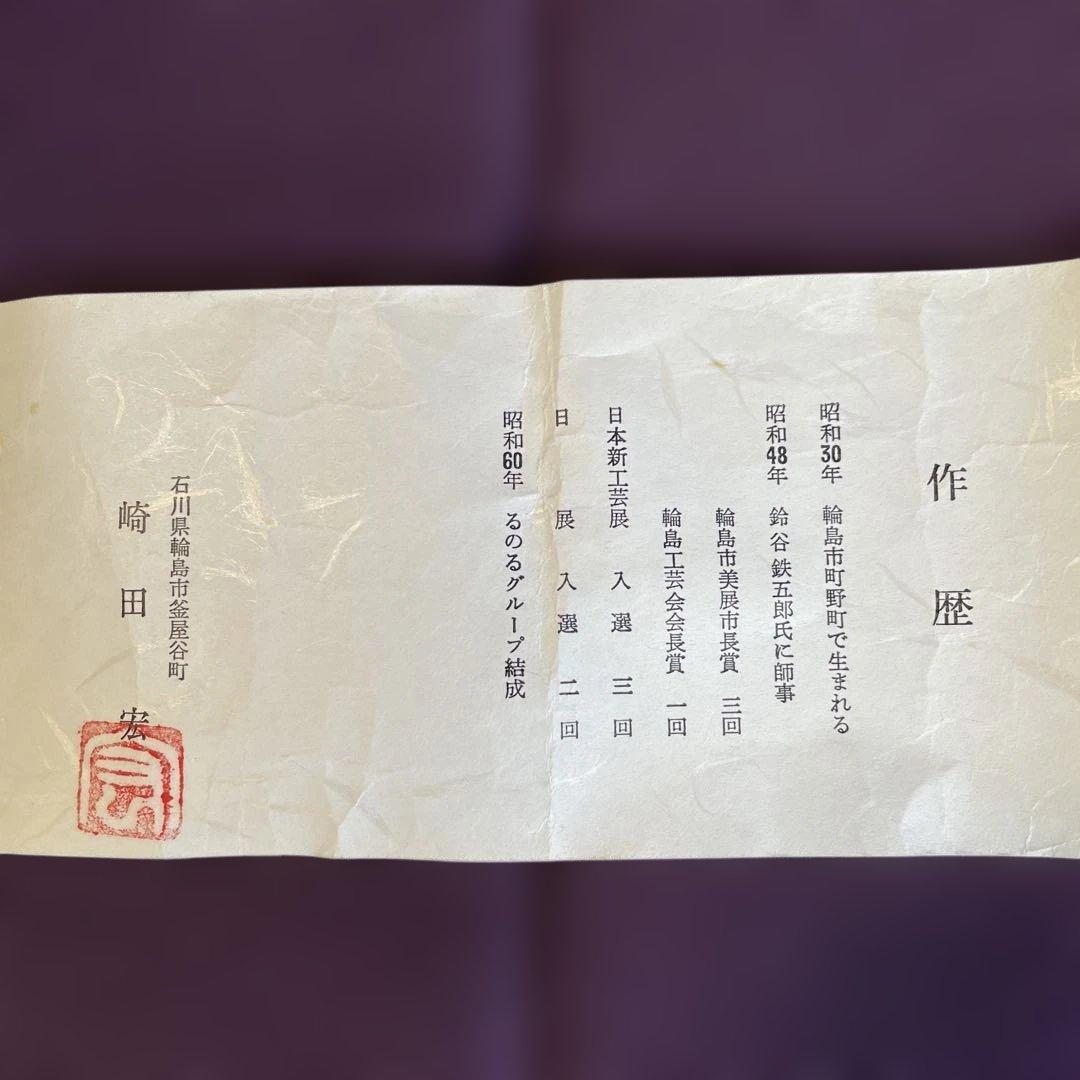 作歴
昭和30年 輪島市町野町で生まれる
昭和48年 鈴谷鉄五郎氏に師事
輪島市美展市長賞 三回
輪島工芸会会長賞 一回
日本新工芸展 入選 三回
日展 入選 二回
昭和60年 るのるグループ結成
石川県輪島市釜屋谷町
崎田宏
宏